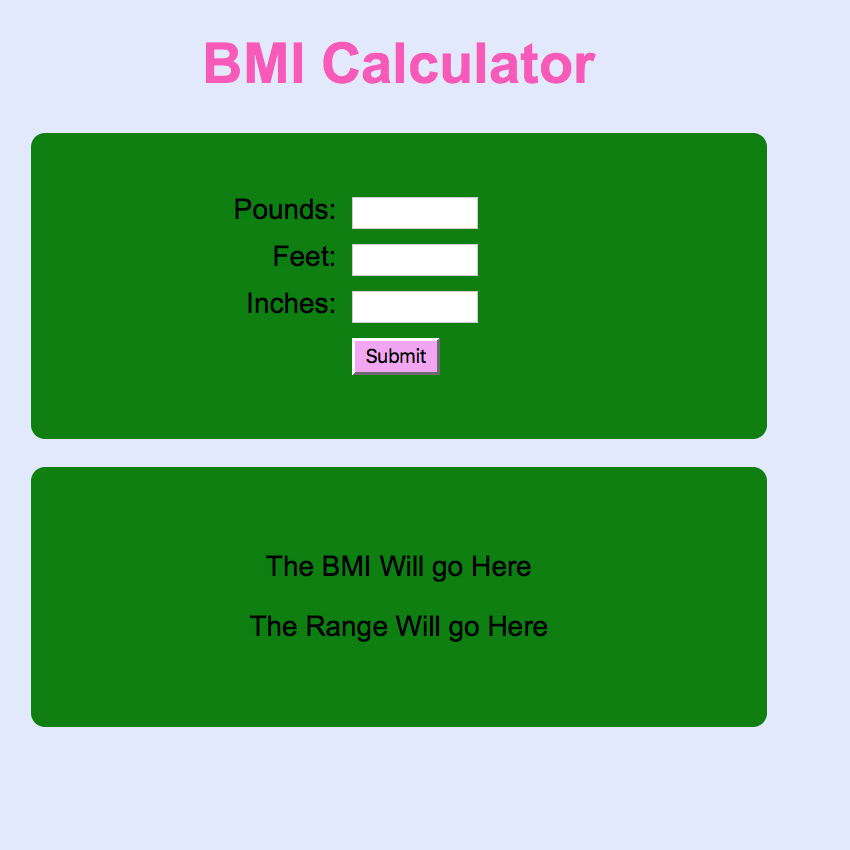 BMI Calculator
Pounds:
Feet:
Inches:
Submit
The BMI Will go Here
The Range Will go Here